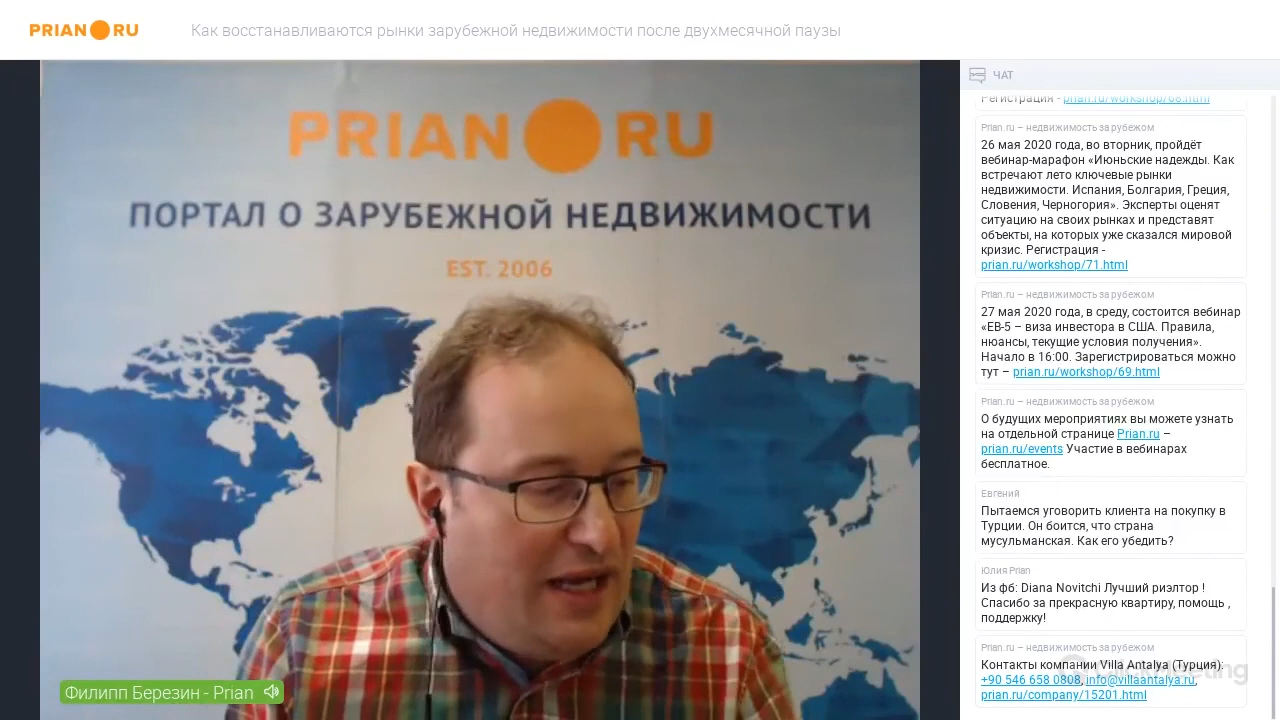 PRIAN RU
Как восстанавливаются рынки зарубежной недвижимости после двухмесячной паузы
PRIAN RU
ПОРТАЛ О ЗАРУБЕЖНОЙ НЕДВИЖИМОСТИ
EST. 2006
Филипп Березин - Prian
ЧАТ
Регистрация - prian.ru/workshop/68.html
Prian.ru – недвижимость за рубежом
26 мая 2020 года, во вторник, пройдёт
вебинар-марафон «Июньские надежды. Как
встречают лето ключевые рынки
недвижимости. Испания, Болгария, Греция,
Словения, Черногория». Эксперты оценят
ситуацию на своих рынках и представят
объекты, на которых уже сказался мировой
кризис. Регистрация -
prian.ru/workshop/71.html
Prian.ru – недвижимость за рубежом
27 мая 2020 года, в среду, состоится вебинар
«EB-5 – виза инвестора в США. Правила,
нюансы, текущие условия получения».
Начало в 16:00. Зарегистрироваться можно
тут – prian.ru/workshop/69.html
Prian.ru – недвижимость за рубежом
О будущих мероприятиях вы можете узнать
на отдельной странице Prian.ru –
prian.ru/events Участие в вебинарах
бесплатное.
Евгений
Пытаемся уговорить клиента на покупку в
Турции. Он боится, что страна
мусульманская. Как его убедить?
Юлия Prian
Из фб: Diana Novitchi Лучший риэлтор !
Спасибо за прекрасную квартиру, помощь ,
поддержку!
Prian.ru – недвижимость за рубежом
Контакты компании Villa Antalya (Турция):
+90 546 658 0808, info@villaantalya.ru,
prian.ru/company/15201.html